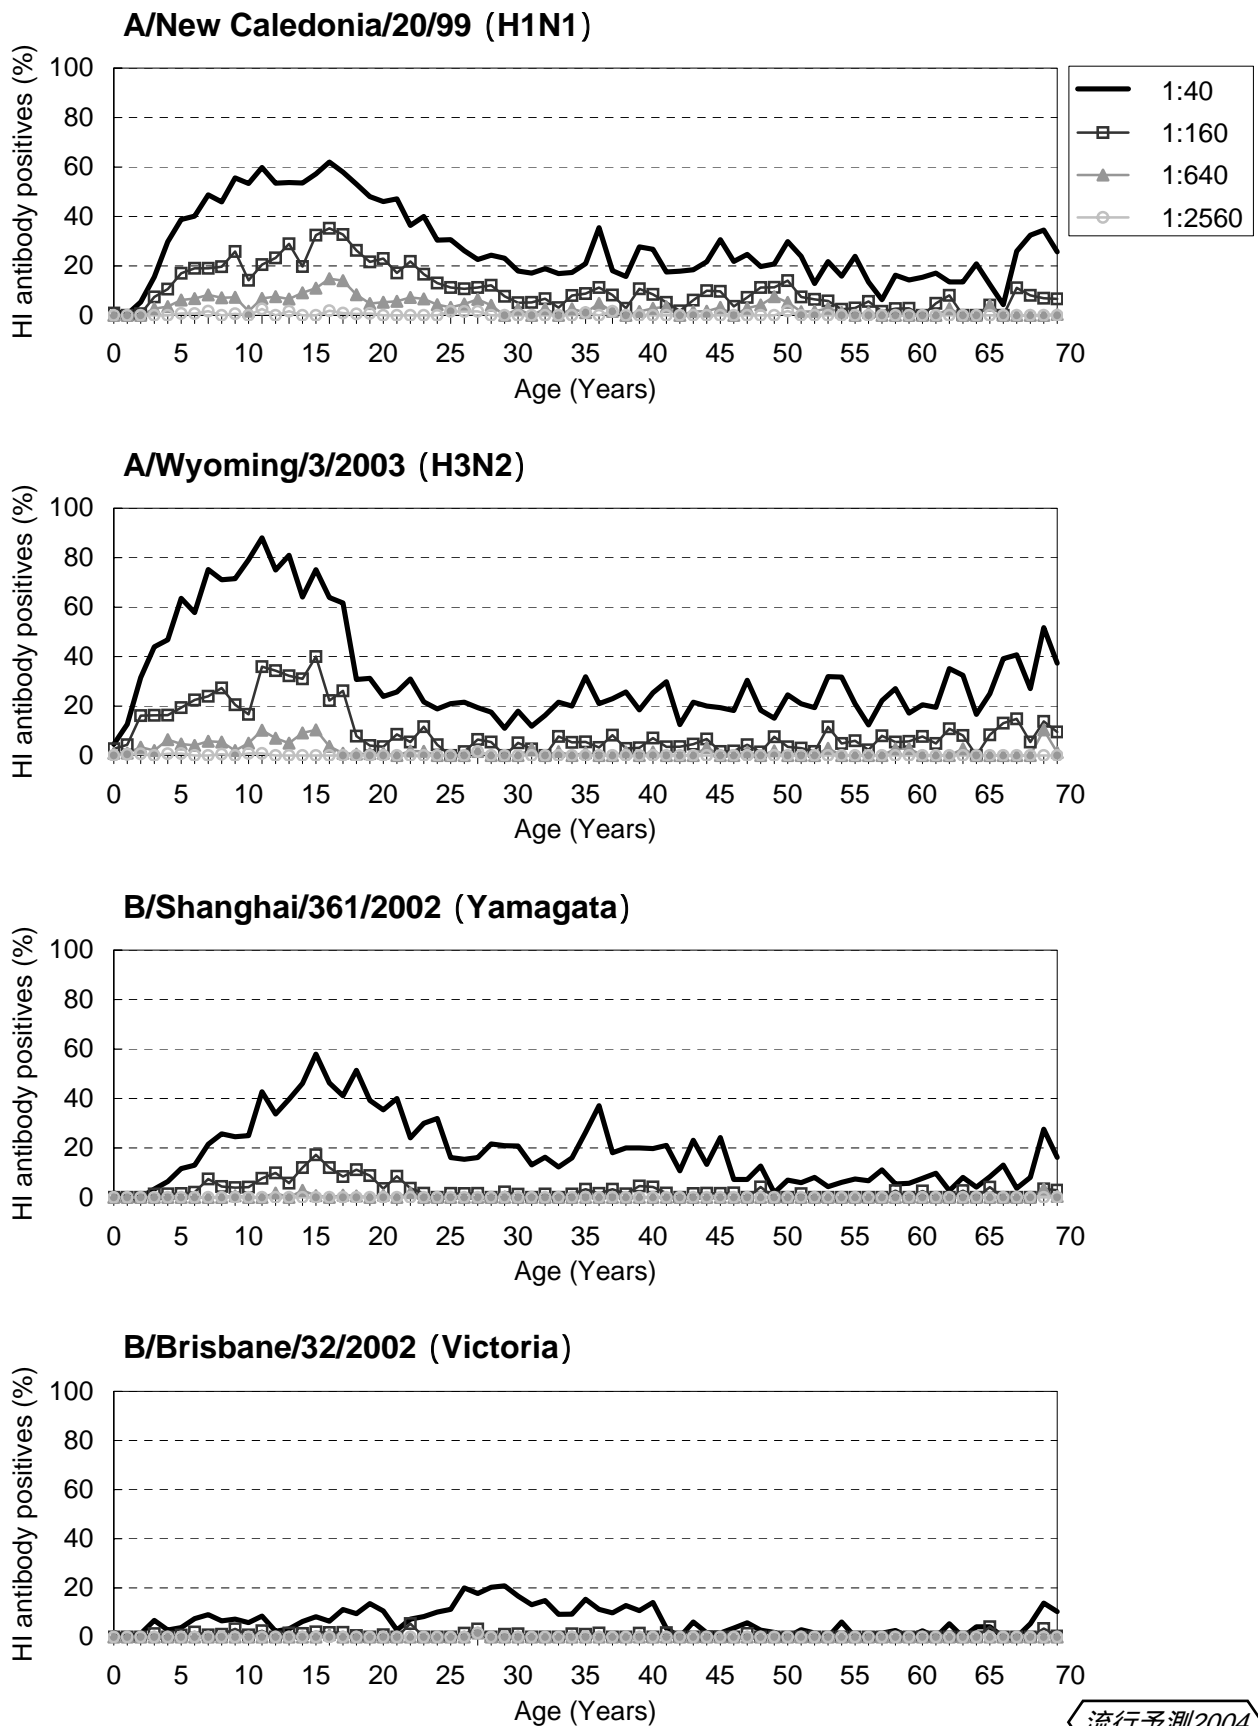 A/New Caledonia/20/99 (H1N1)
HI antibody positives (%)
100
80
60
40
20
0
0 5 10 15 20 25 30 35 40 45 50 55 60 65 70
Age (Years)
1:40
1:160
1:640
1:2560
A/Wyoming/3/2003 (H3N2)
HI antibody positives (%)
100
80
60
40
20
0
0 5 10 15 20 25 30 35 40 45 50 55 60 65 70
Age (Years)
B/Shanghai/361/2002 (Yamagata)
HI antibody positives (%)
100
80
60
40
20
0
0 5 10 15 20 25 30 35 40 45 50 55 60 65 70
Age (Years)
B/Brisbane/32/2002 (Victoria)
HI antibody positives (%)
100
80
60
40
20
0
0 5 10 15 20 25 30 35 40 45 50 55 60 65 70
Age (Years)
流行予測2004